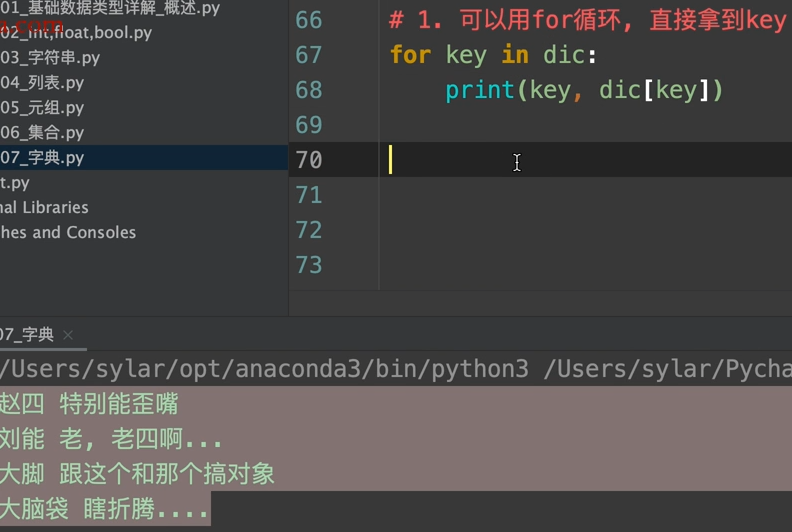 01_基础数据类型详解_概述.py
02_int,float,bool.py
03_字符串.py
04_列表.py
05_元组.py
06_集合.py
07_字典.py
t.py
nal Libraries
hes and Consoles
66 # 1. 可以用for循环, 直接拿到key
67 for key in dic:
68 print(key, dic[key])
69
70
71
72
73
07_字典 ×
/Users/sylar/opt/anaconda3/bin/python3 /Users/sylar/Pycha
赵四 特别能歪嘴
刘能 老, 老四啊...
大脚 跟这个和那个搞对象
大脑袋 瞎折腾....